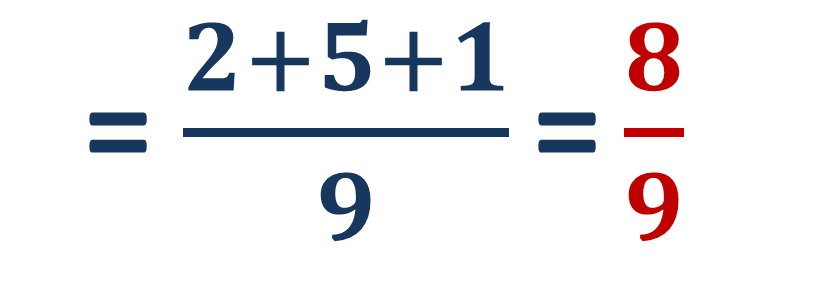 = 2+5+1/9 = 8/9